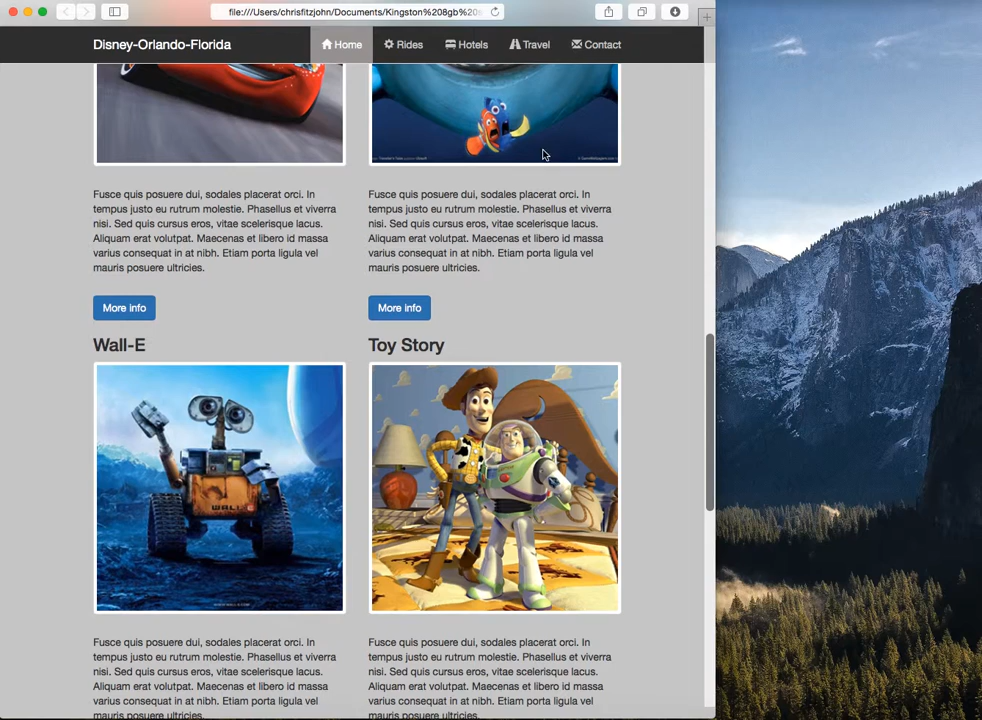 file:///Users/chrisfitzjohn/Documents/Kingston%208gb%20s
Disney-Orlando-Florida
Home
Rides
Hotels
Travel
Contact
Fusce quis posuere dui, sodales placerat orci. In
tempus justo eu rutrum molestie. Phasellus et viverra
nisi. Sed quis cursus eros, vitae scelerisque lacus.
Aliquam erat volutpat. Maecenas et libero id massa
varius consequat in at nibh. Etiam porta ligula vel
mauris posuere ultricies.
More info
Fusce quis posuere dui, sodales placerat orci. In
tempus justo eu rutrum molestie. Phasellus et viverra
nisi. Sed quis cursus eros, vitae scelerisque lacus.
Aliquam erat volutpat. Maecenas et libero id massa
varius consequat in at nibh. Etiam porta ligula vel
mauris posuere ultricies.
More info
Wall-E
WALL
Fusce quis posuere dui, sodales placerat orci. In
tempus justo eu rutrum molestie. Phasellus et viverra
nisi. Sed quis cursus eros, vitae scelerisque lacus.
Aliquam erat volutpat. Maecenas et libero id massa
varius consequat in at nibh. Etiam porta ligula vel
mauris posuere ultricies.
Toy Story
Fusce quis posuere dui, sodales placerat orci. In
tempus justo eu rutrum molestie. Phasellus et viverra
nisi. Sed quis cursus eros, vitae scelerisque lacus.
Aliquam erat volutpat. Maecenas et libero id massa
varius consequat in at nibh. Etiam porta ligula vel
mauris posuere ultricies.